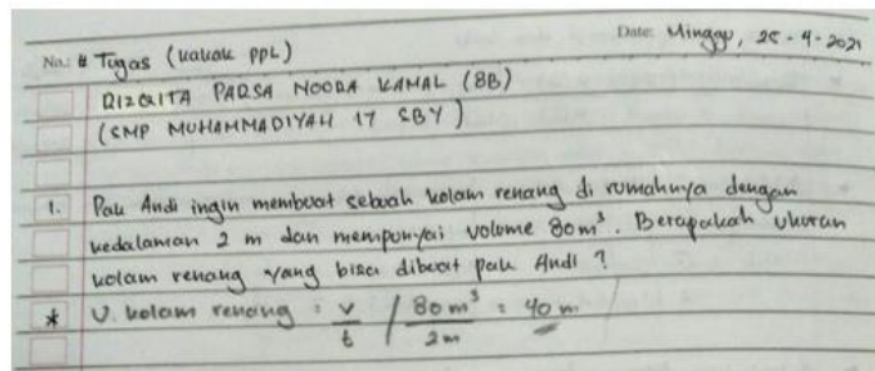 Date: Minggu, 25-4-2021
No.: # Tugas (kakak PPL)
RIZQITA PARSA NOORA KAMAL (8B)
(SMP MUHAMMADIYAH 17 SBY)
1. Pak Andi ingin membuat sebuah kolam renang di rumahnya dengan
kedalaman 2 m dan mempunyai volume 80m³. Berapakah ukuran
kolam renang yang bisa dibuat pak Andi ?
* U. kolam renang : v/t / 80 m³/2m : 40 m